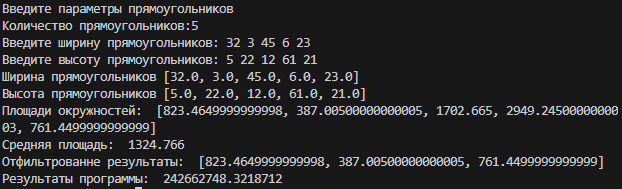 Введите параметры прямоугольников
Количество прямоугольников:5
Введите ширину прямоугольников: 32 3 45 6 23
Введите высоту прямоугольников: 5 22 12 61 21
Ширина прямоугольников [32.0, 3.0, 45.0, 6.0, 23.0]
Высота прямоугольников [5.0, 22.0, 12.0, 61.0, 21.0]
Площади окружностей:  [823.4649999999998, 387.00500000000005, 1702.665, 2949.24500000000
03, 761.4499999999999]
Средняя площадь:  1324.766
Отфильтрованне результаты:  [823.4649999999998, 387.00500000000005, 761.4499999999999]
Результаты программы:  242662748.3218712